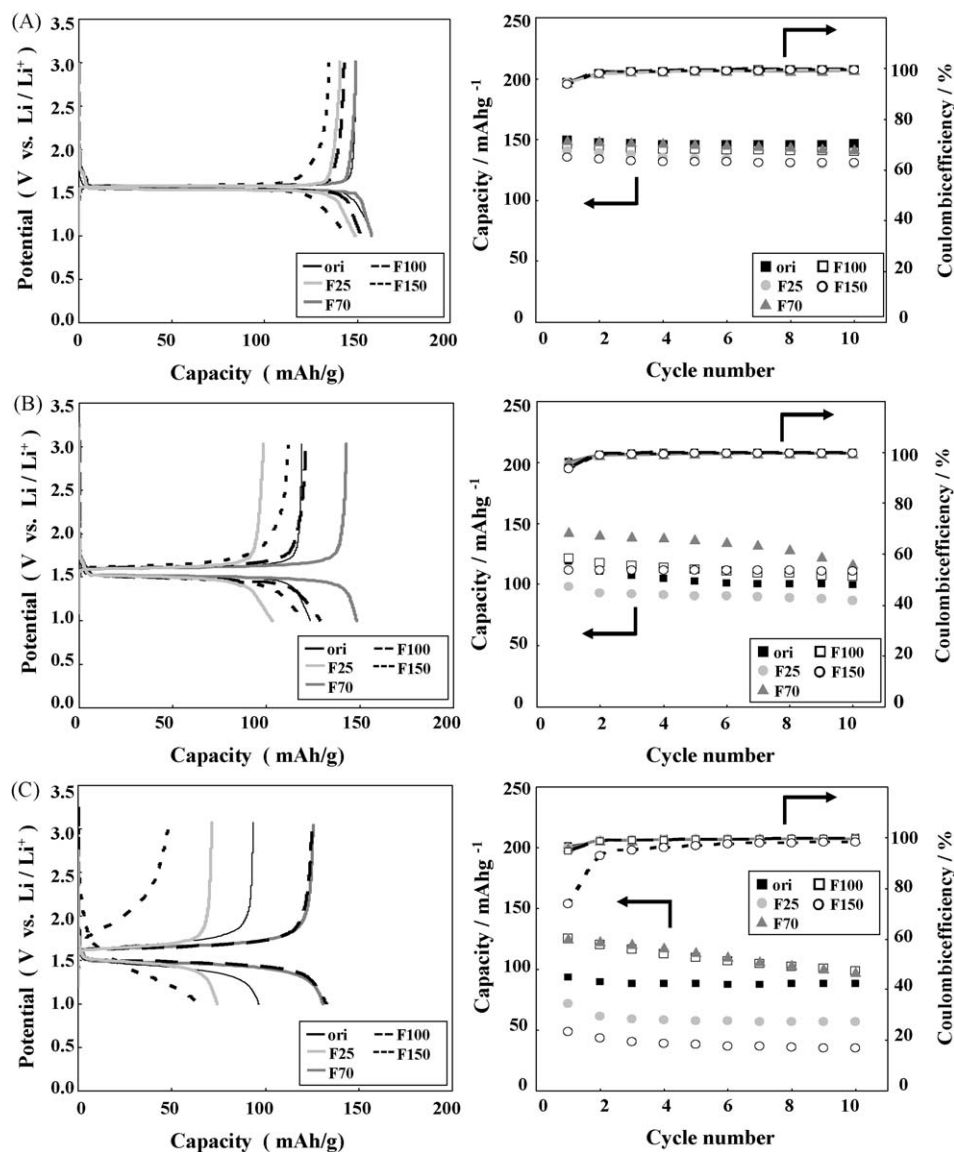 (A)
3.5
3.0
2.5
2.0
1.5
1.0
0.5
0.0
Potential ( V vs. Li / Li⁺ )
0 50 100 150 200
Capacity ( mAh/g)
ori F100
F25 F150
F70
250
200
150
100
50
0
Capacity / mAhg -1
0 2 4 6 8 10
Cycle number
100
80
60
40
20
0
Coulombicefficiency / %
ori F100
F25 F150
F70
(B)
3.5
3.0
2.5
2.0
1.5
1.0
0.5
0.0
Potential ( V vs. Li / Li⁺ )
0 50 100 150 200
Capacity ( mAh/g)
ori F100
F25 F150
F70
250
200
150
100
50
0
Capacity / mAhg -1
0 2 4 6 8 10
Cycle number
100
80
60
40
20
0
Coulombicefficiency / %
ori F100
F25 F150
F70
(C)
3.5
3.0
2.5
2.0
1.5
1.0
0.5
0.0
Potential ( V vs. Li / Li⁺ )
0 50 100 150 200
Capacity ( mAh/g)
ori F100
F25 F150
F70
250
200
150
100
50
0
Capacity / mAhg -1
0 2 4 6 8 10
Cycle number
100
80
60
40
20
0
Coulombicefficiency / %
ori F100
F25 F150
F70